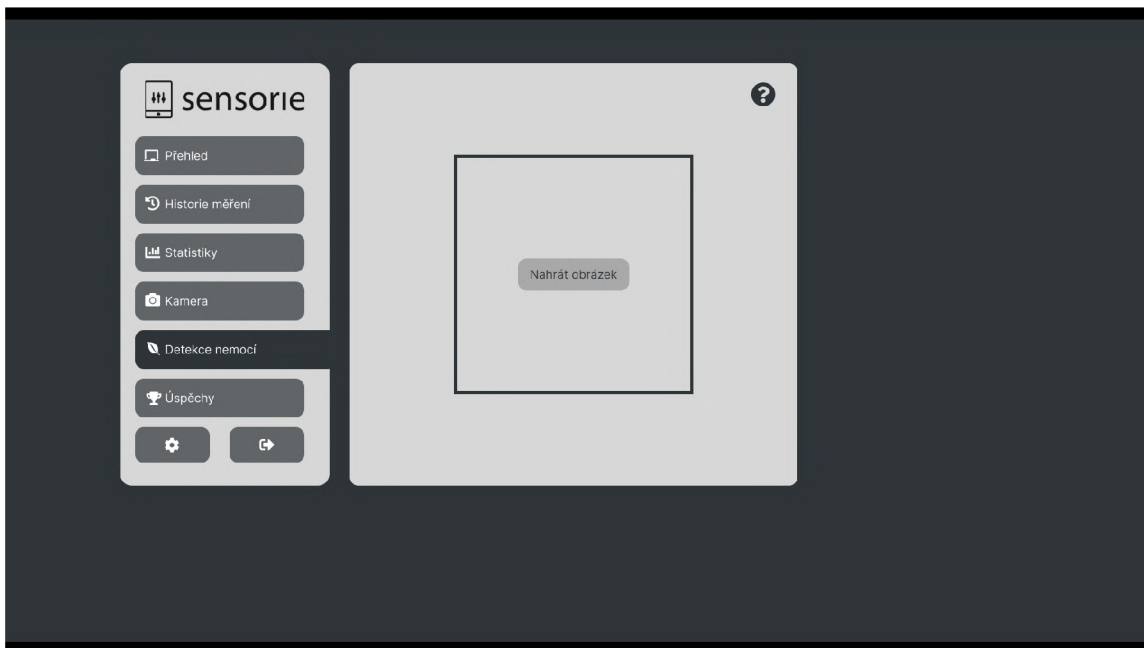 sensorie
Přehled
Historie měření
Statistiky
Kamera
Detekce nemocí
Úspěchy
?
Nahrát obrázek